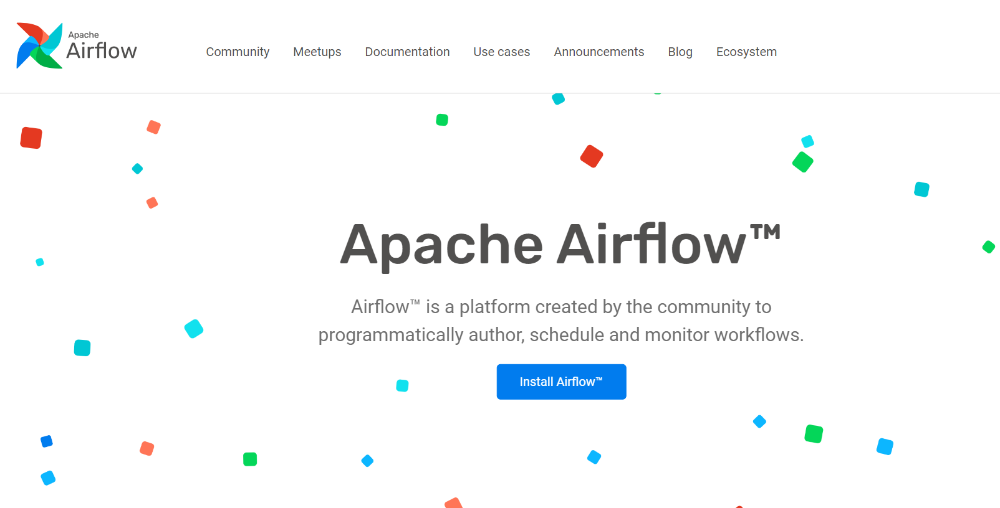 Apache
Airflow
Community Meetups Documentation Use cases Announcements Blog Ecosystem
Apache Airflow™
Airflow™ is a platform created by the community to
programmatically author, schedule and monitor workflows.
Install Airflow™